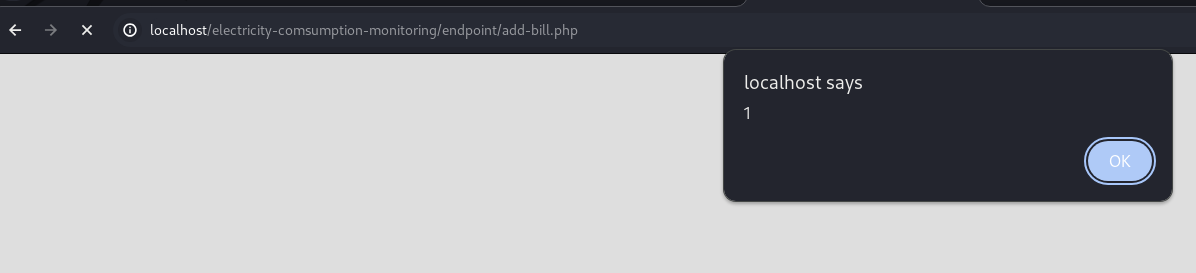 localhost/electricity-comsumption-monitoring/endpoint/add-bill.php
localhost says
1
OK